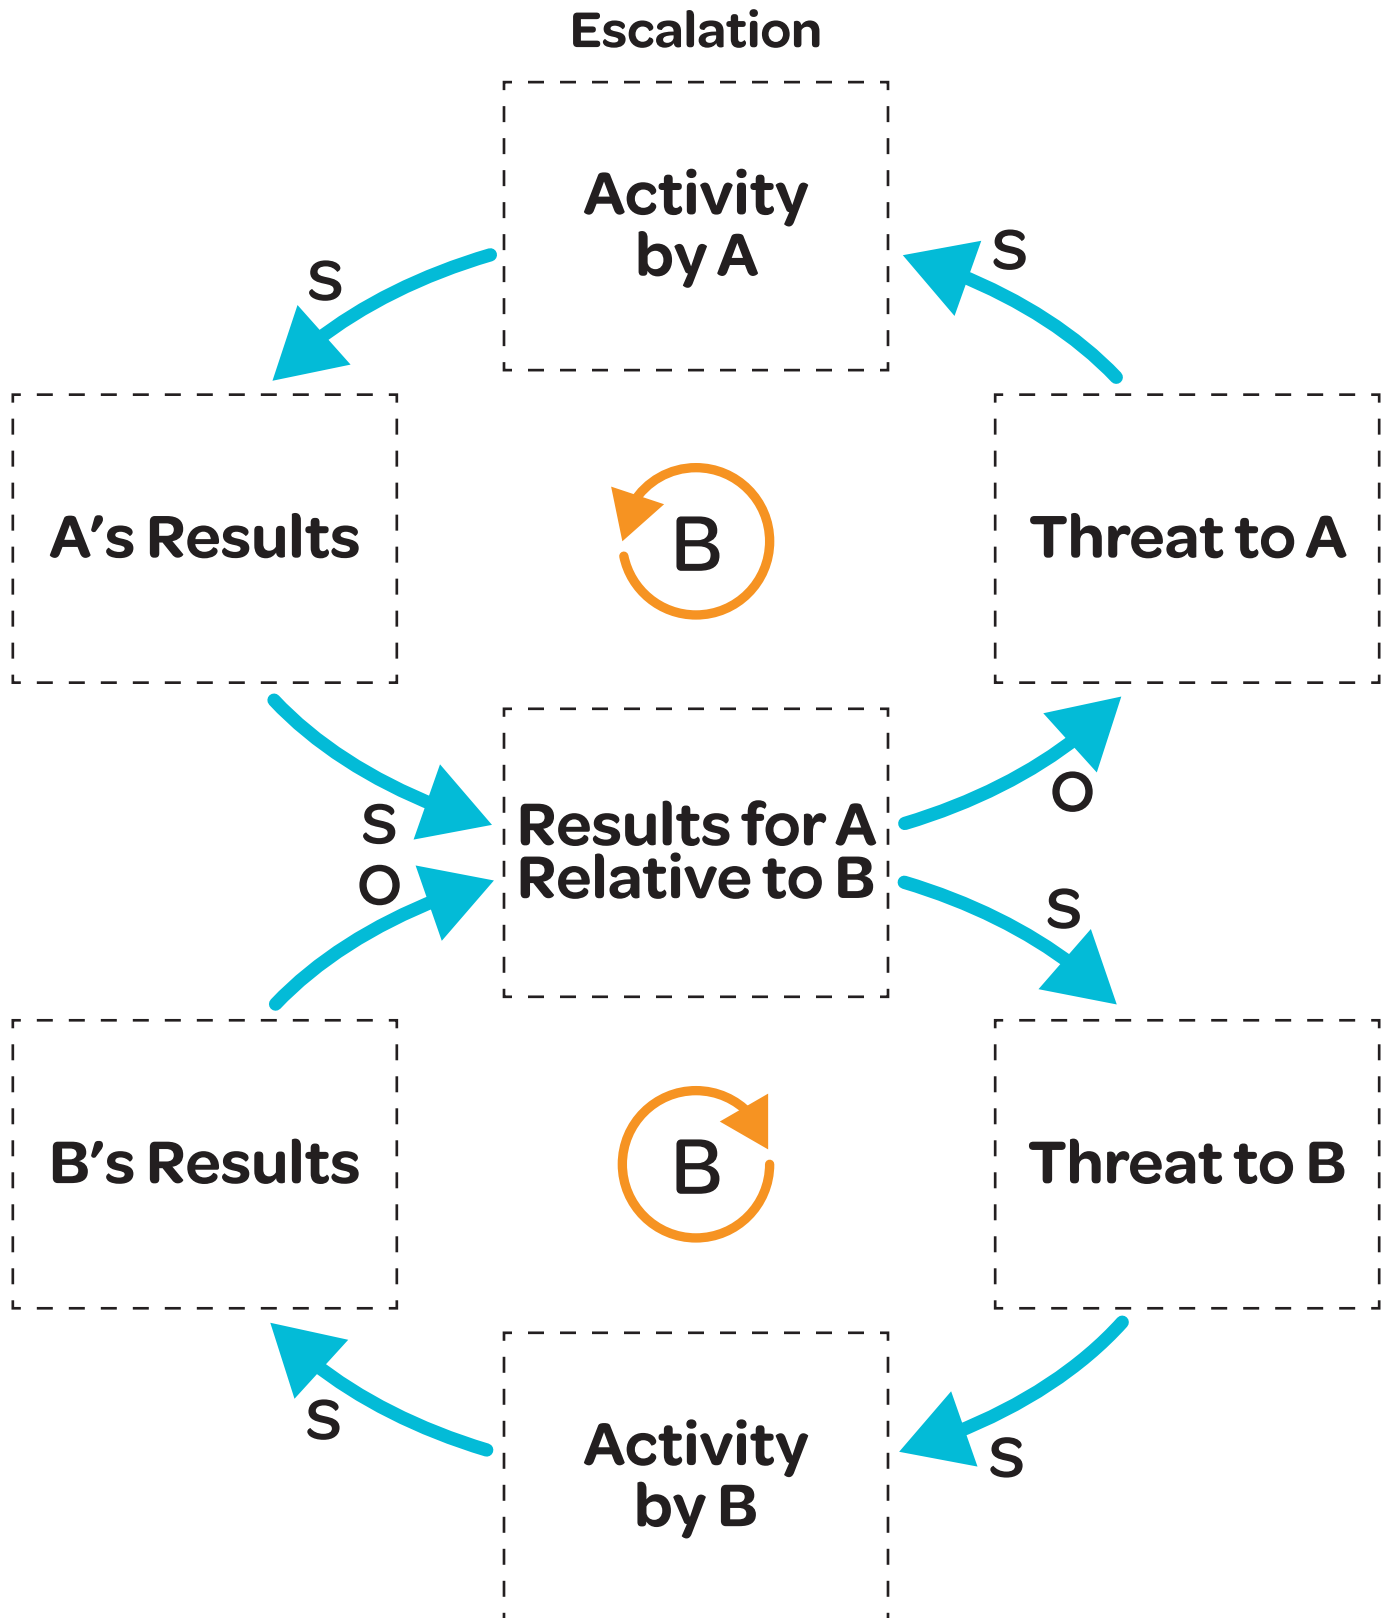 Escalation
Activity
by A
S
S
A's Results
B
Threat to A
S
O
Results for A
Relative to B
O
S
B's Results
B
Threat to B
S
Activity
by B
S